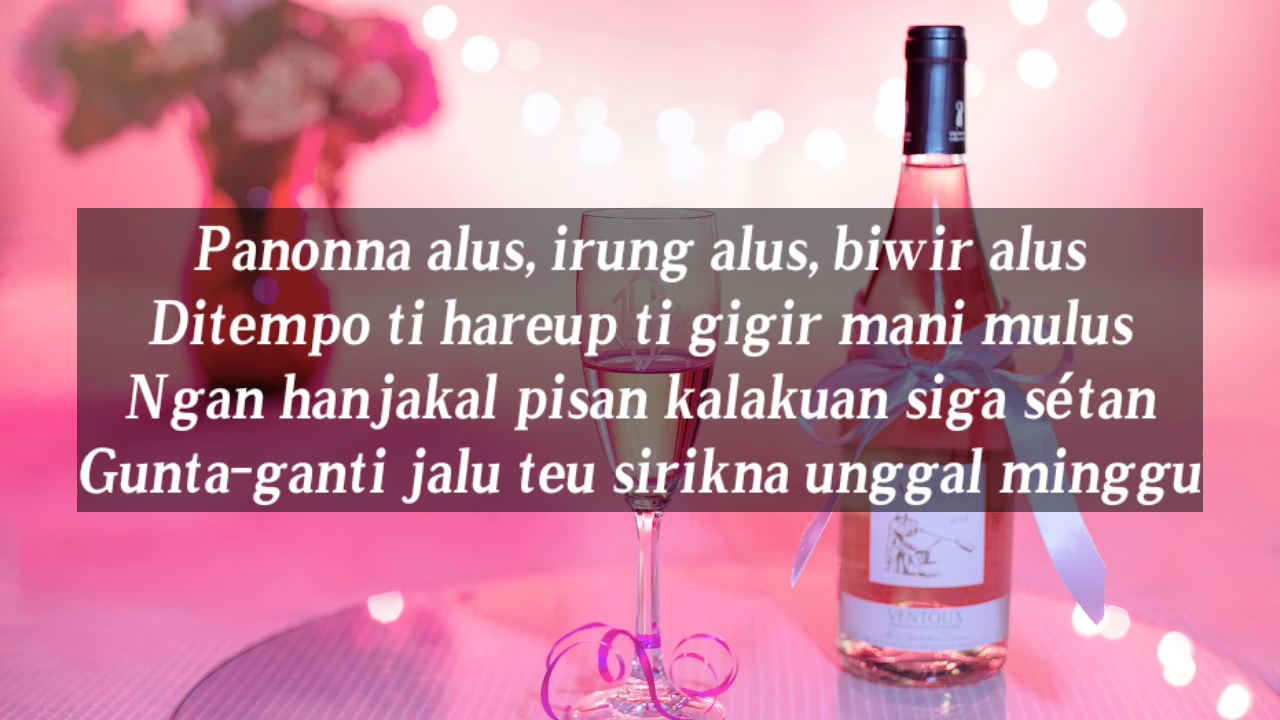 Panonna alus, irung alus, biwir alus
Ditempo ti hareup ti gigir mani mulus
Ngan hanjakal pisan kalakuan siga sétan
Gunta-ganti jalu teu sirikna unggal minggu
VENTOUX